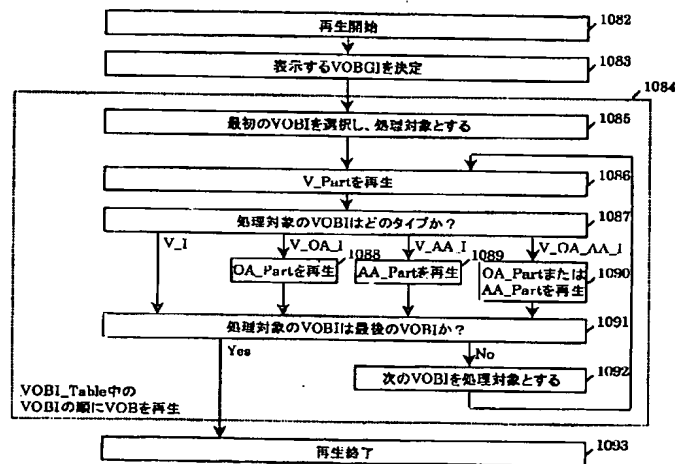 再生開始
1082
表示するVOBGIを決定
1083
1084
最初のVOBIを選択し、処理対象とする
1085
V_Partを再生
1086
処理対象のVOBIはどのタイプか？
1087
V_I
V_OA_I
1088
V_AA_I
1089
V_OA_AA_I
OA_Partを再生
AA_Partを再生
OA_Partまたは
AA_Partを再生
1090
処理対象のVOBIは最後のVOBIか？
1091
Yes
No
次のVOBIを処理対象とする
1092
VOBI_Table中の
VOBIの順にVOBを再生
再生終了
1093